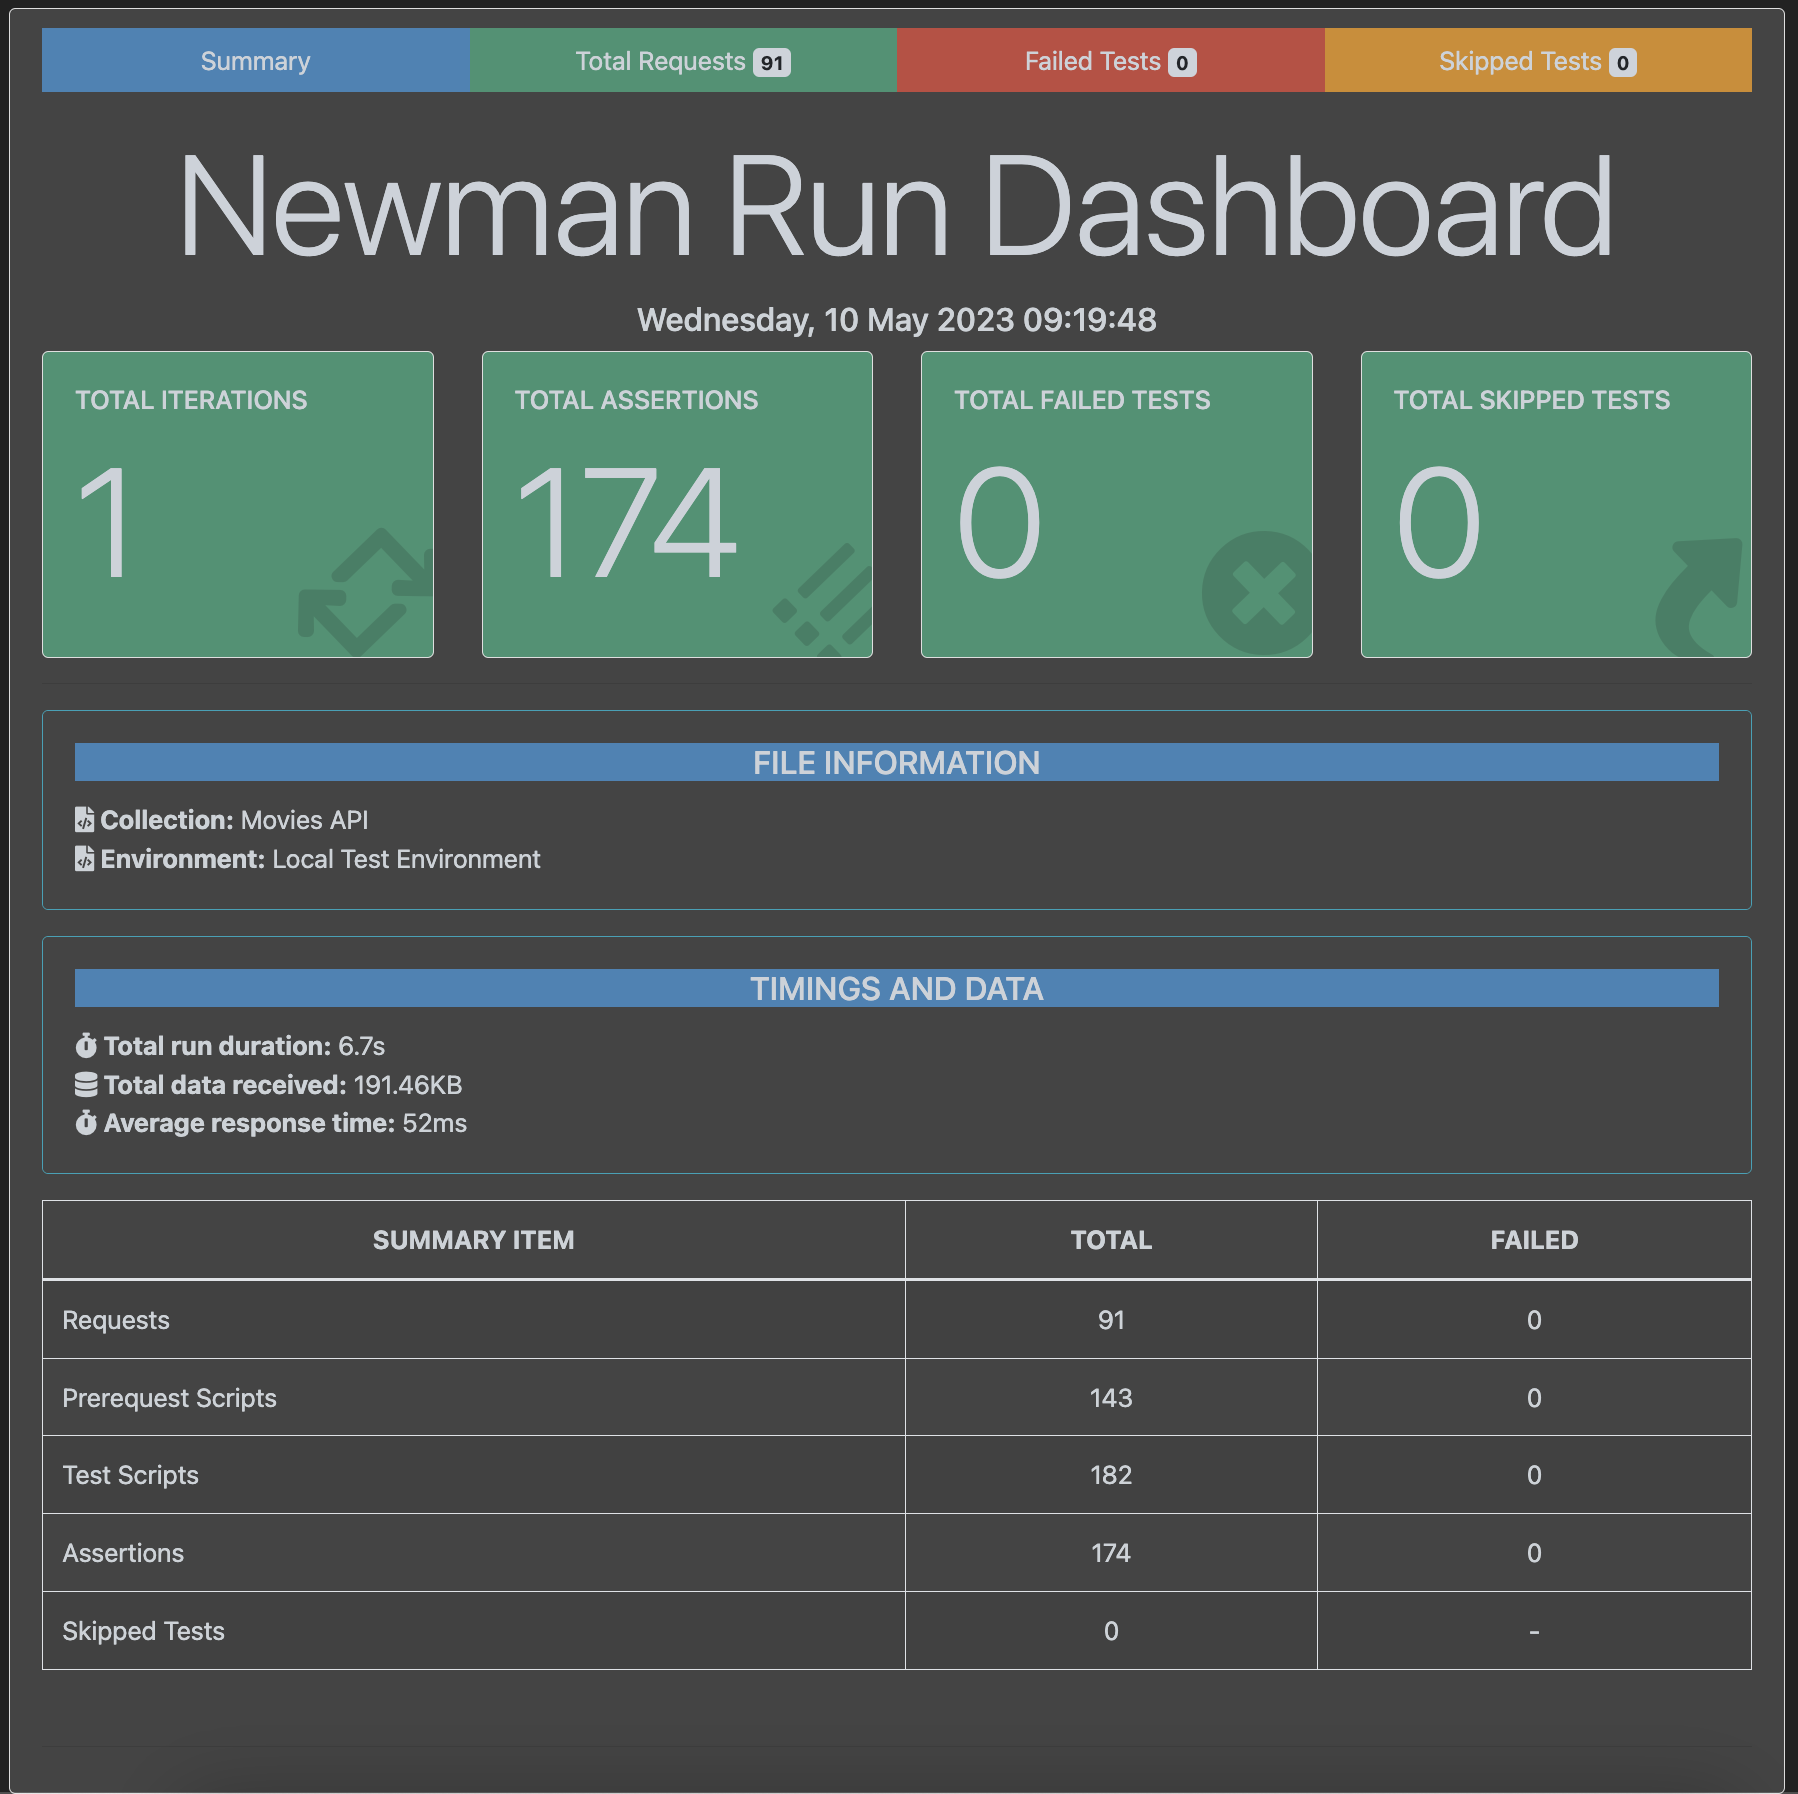 Summary Total Requests 91 Failed Tests 0 Skipped Tests 0
Newman Run Dashboard
Wednesday, 10 May 2023 09:19:48
TOTAL ITERATIONS
1
TOTAL ASSERTIONS
174
TOTAL FAILED TESTS
0
TOTAL SKIPPED TESTS
0
FILE INFORMATION
Collection: Movies API
Environment: Local Test Environment
TIMINGS AND DATA
Total run duration: 6.7s
Total data received: 191.46KB
Average response time: 52ms
SUMMARY ITEM TOTAL FAILED
Requests 91 0
Prerequest Scripts 143 0
Test Scripts 182 0
Assertions 174 0
Skipped Tests 0 -